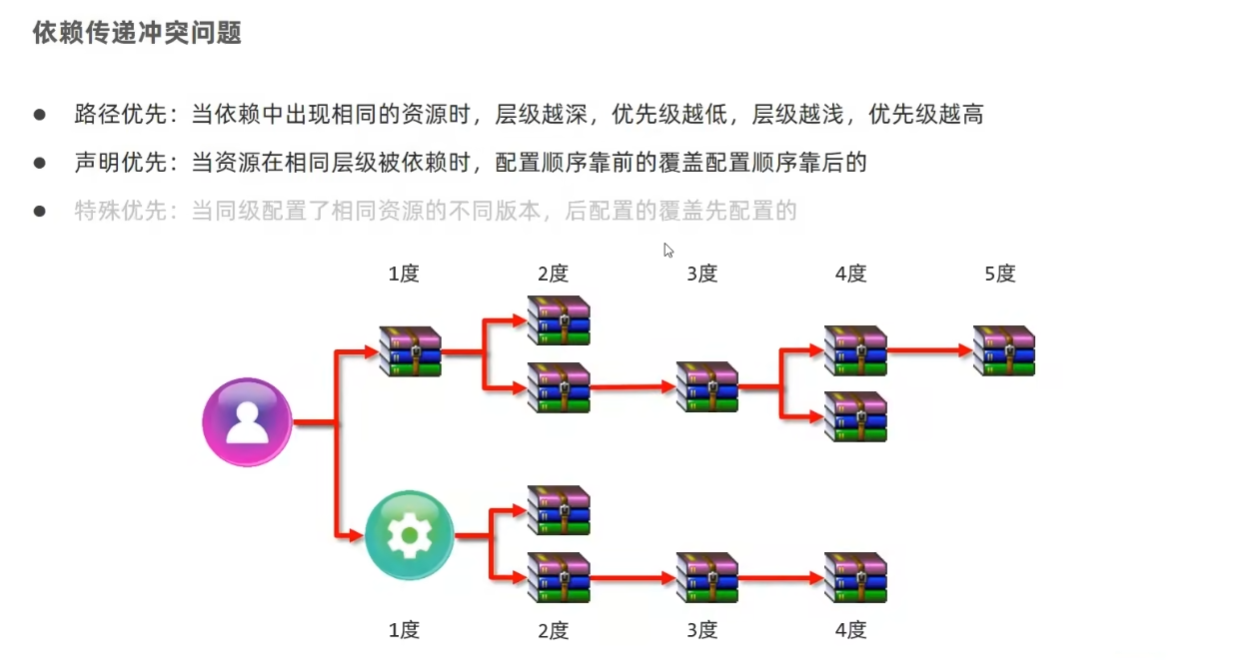 依赖传递冲突问题
● 路径优先：当依赖中出现相同的资源时，层级越深，优先级越低，层级越浅，优先级越高
● 声明优先：当资源在相同层级被依赖时，配置顺序靠前的覆盖配置顺序靠后的
● 特殊优先：当同级配置了相同资源的不同版本，后配置的覆盖先配置的
1度 2度 3度 4度 5度
1度 2度 3度 4度